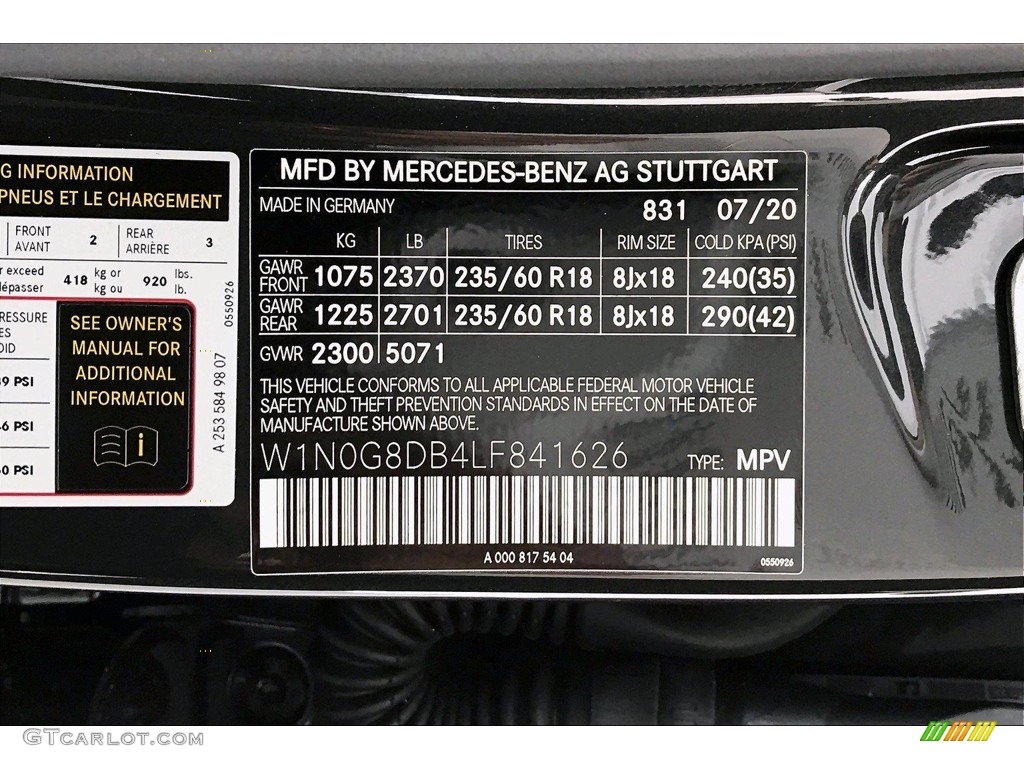 G INFORMATION
PNEUS ET LE CHARGEMENT
FRONT
AVANT
2
REAR
ARRIÈRE
3
r exceed
dépasser
418
kg or
kg ou
920
lbs.
lb.
RESSURE
ES
OID
39 PSI
46 PSI
60 PSI
SEE OWNER'S
MANUAL FOR
ADDITIONAL
INFORMATION
i
0550926
A 253 584 98 07
MFD BY MERCEDES-BENZ AG STUTTGART
MADE IN GERMANY
831 07/20
KG LB TIRES RIM SIZE COLD KPA (PSI)
GAWR
FRONT 1075 2370 235/60 R18 8Jx18 240(35)
GAWR
REAR 1225 2701 235/60 R18 8Jx18 290(42)
GVWR 2300 5071
THIS VEHICLE CONFORMS TO ALL APPLICABLE FEDERAL MOTOR VEHICLE
SAFETY AND THEFT PREVENTION STANDARDS IN EFFECT ON THE DATE OF
MANUFACTURE SHOWN ABOVE.
W1N0G8DB4LF841626 TYPE: MPV
A 000 817 54 04
0550926
GTCARLOT.COM